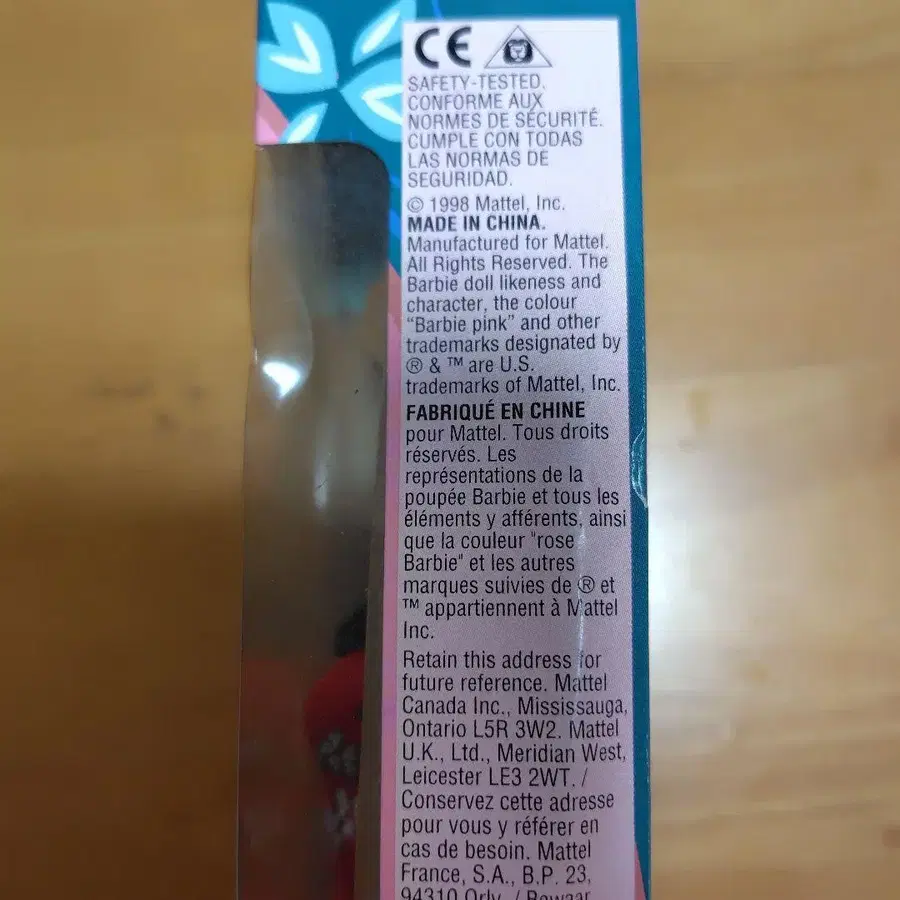 CE
SAFETY-TESTED.
CONFORME AUX
NORMES DE SÉCURITÉ.
CUMPLE CON TODAS
LAS NORMAS DE
SEGURIDAD.
© 1998 Mattel, Inc.
MADE IN CHINA.
Manufactured for Mattel.
All Rights Reserved. The
Barbie doll likeness and
character, the colour
“Barbie pink” and other
trademarks designated by
® & ™ are U.S.
trademarks of Mattel, Inc.
FABRIQUÉ EN CHINE
pour Mattel. Tous droits
réservés. Les
représentations de la
poupée Barbie et tous les
éléments y afférents, ainsi
que la couleur "rose
Barbie" et les autres
marques suivies de ® et
™ appartiennent à Mattel
Inc.
Retain this address for
future reference. Mattel
Canada Inc., Mississauga,
Ontario L5R 3W2. Mattel
U.K., Ltd., Meridian West,
Leicester LE3 2WT. /
Conservez cette adresse
pour vous y référer en
cas de besoin. Mattel
France, S.A., B.P. 23,
94310 Orly. / Bewaar